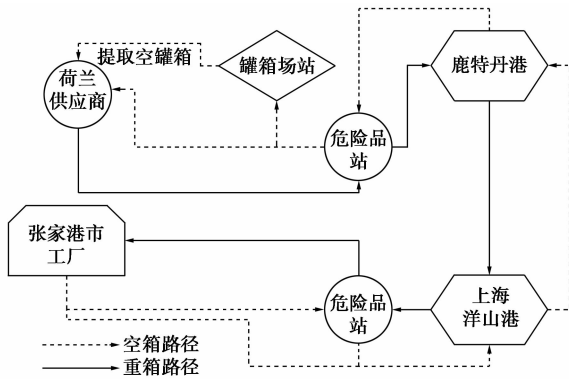 提取空罐箱
罐箱场站
鹿特丹港
荷兰
供应商
危险品
站
张家港市
工厂
上海
洋山港
危险品
站
空箱路径
重箱路径